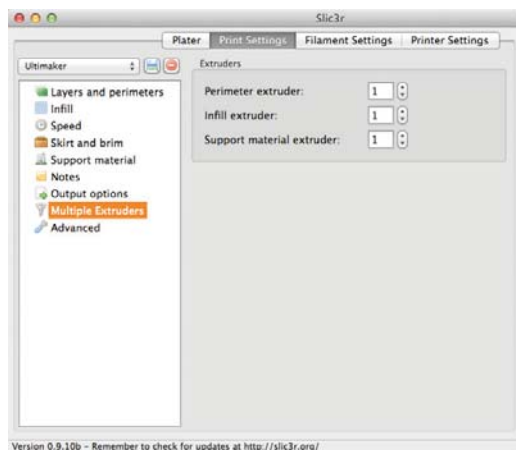 Slic3r
Plater Print Settings Filament Settings Printer Settings
Ultimaker
Layers and perimeters
Infill
Speed
Skirt and brim
Support material
Notes
Output options
Multiple Extruders
Advanced
Extruders
Perimeter extruder: 1
Infill extruder: 1
Support material extruder: 1
Version 0.9.10b – Remember to check for updates at http://slic3r.org/